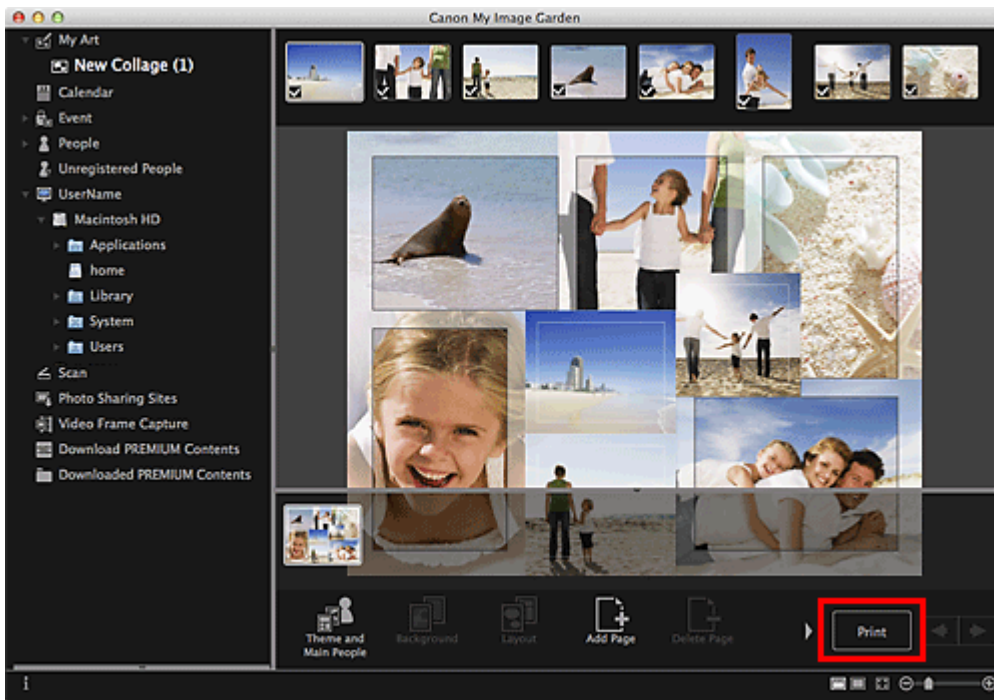 Canon My Image Garden
My Art
New Collage (1)
Calendar
Event
People
Unregistered People
UserName
Macintosh HD
Applications
home
Library
System
Users
Scan
Photo Sharing Sites
Video Frame Capture
Download PREMIUM Contents
Downloaded PREMIUM Contents
Theme and
Main People
Background
Layout
Add Page
Delete Page
Print
i